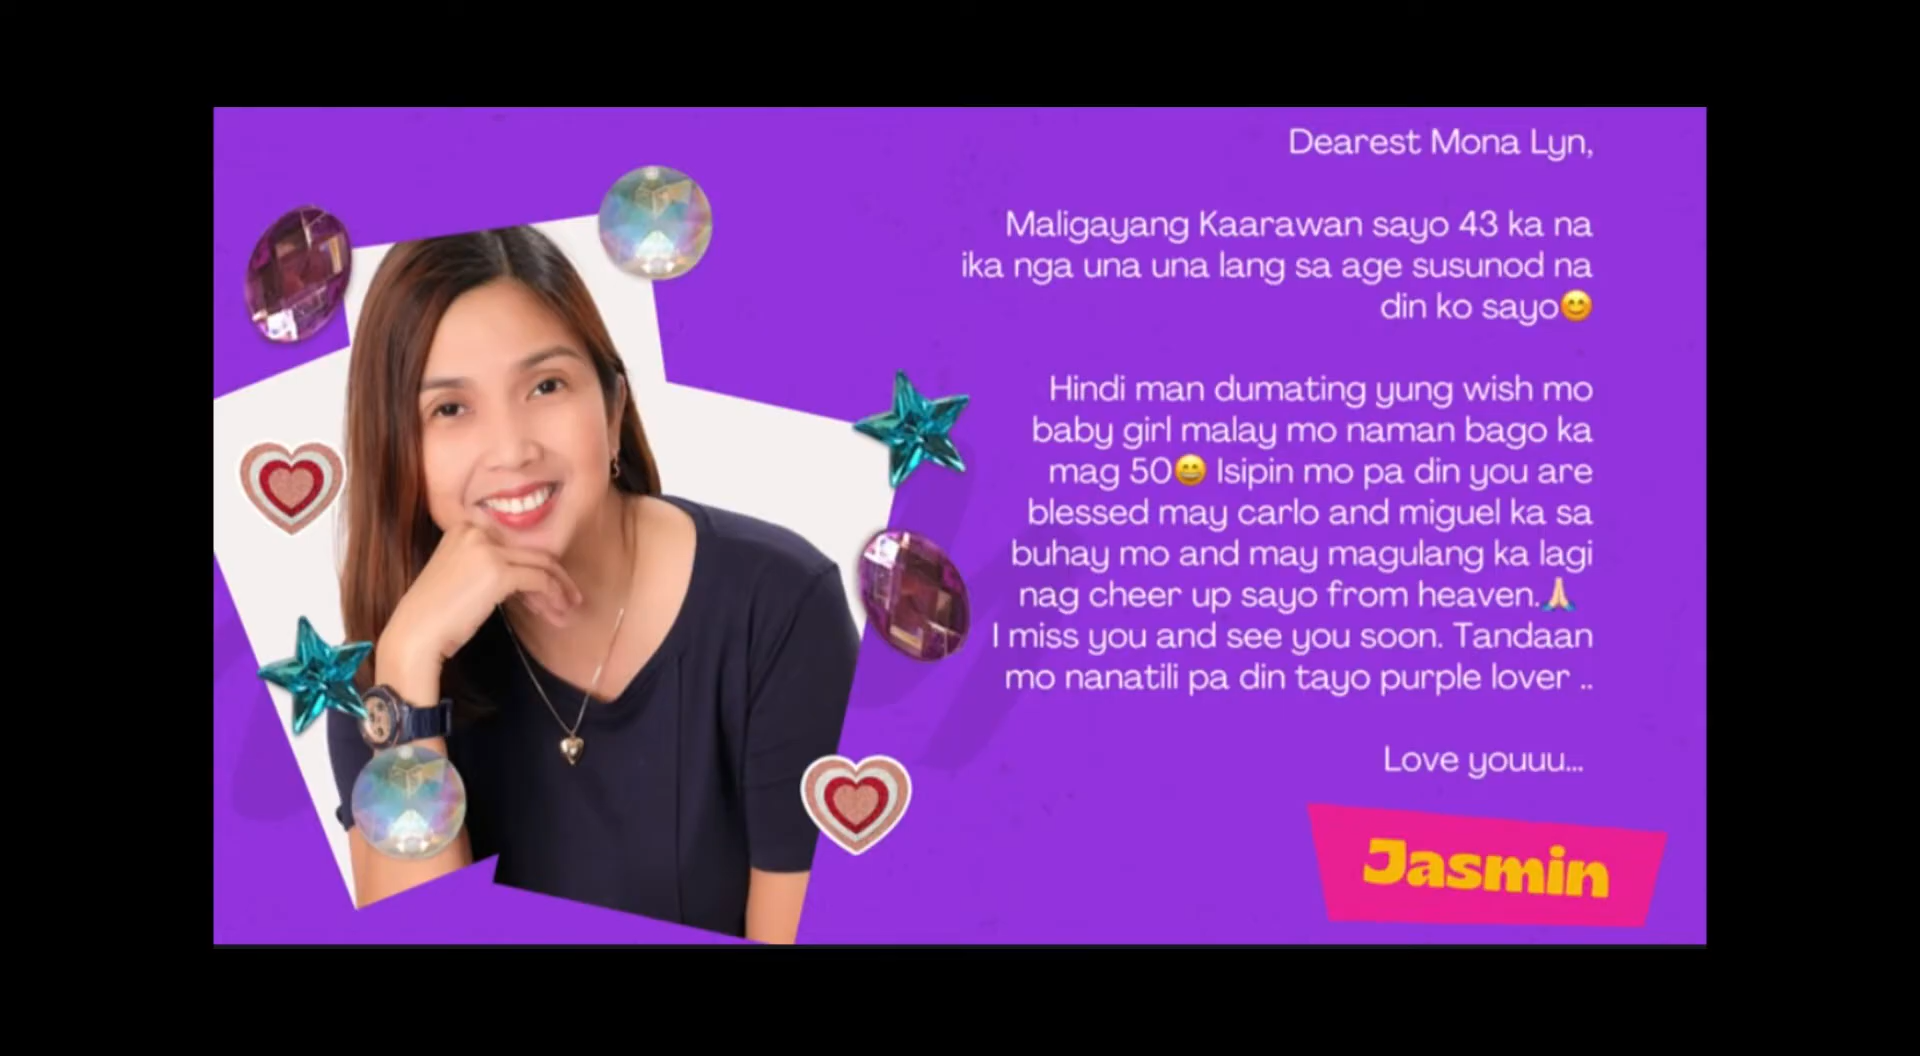 Dearest Mona Lyn,
Maligayang Kaarawan sayo 43 ka na
ika nga una una lang sa age susunod na
din ko sayo😊
Hindi man dumating yung wish mo
baby girl malay mo naman bago ka
mag 50😄 Isipin mo pa din you are
blessed may carlo and miguel ka sa
buhay mo and may magulang ka lagi
nag cheer up sayo from heaven.🙏🏻
I miss you and see you soon. Tandaan
mo nanatili pa din tayo purple lover ..
Love youuu...
Jasmin